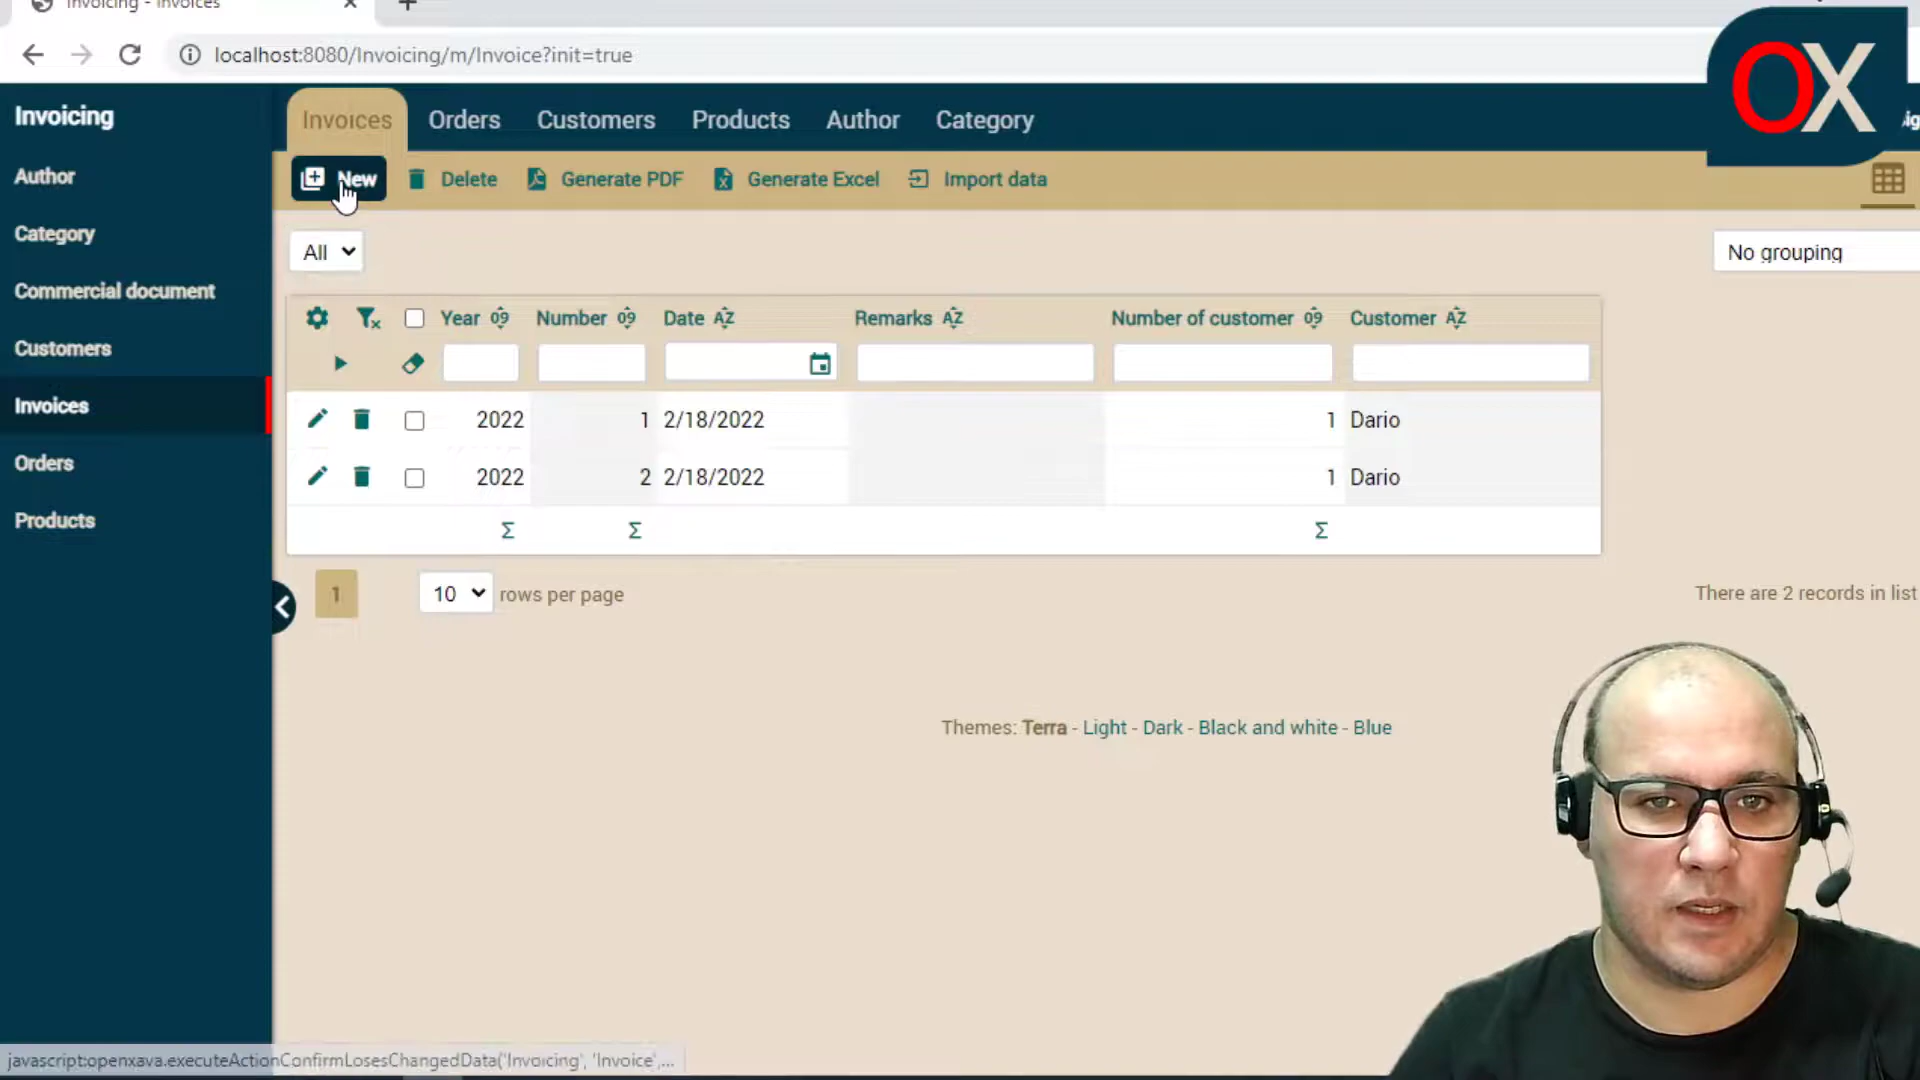 Invoicing - Invoices
localhost:8080/Invoicing/m/Invoice?init=true
OX
Invoicing
Invoices Orders Customers Products Author Category
New Delete Generate PDF Generate Excel Import data
Author
Category
Commercial document
Customers
Invoices
Orders
Products
All No grouping
Year Number Date Remarks Number of customer Customer
2022 1 2/18/2022 1 Dario
2022 2 2/18/2022 1 Dario
Σ Σ Σ
1 10 rows per page There are 2 records in list
Themes: Terra - Light - Dark - Black and white - Blue
javascript:openxava.executeActionConfirmLosesChangedData('Invoicing', 'Invoice',...